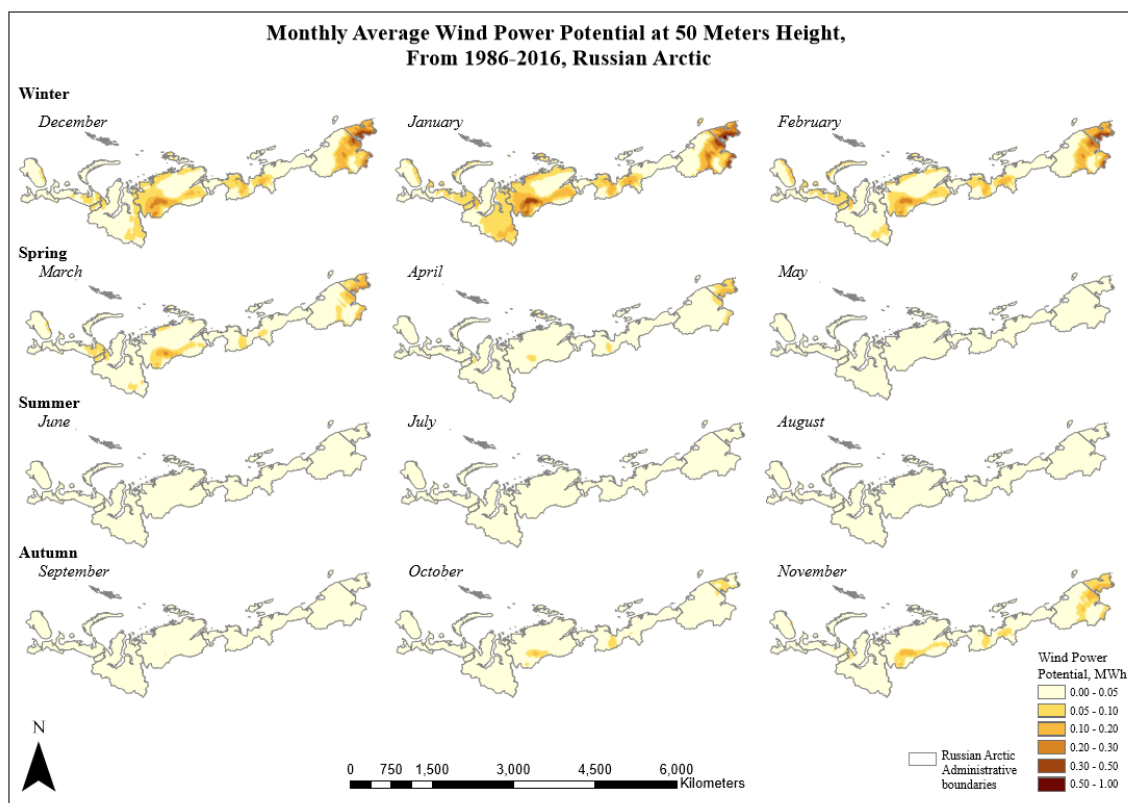 Monthly Average Wind Power Potential at 50 Meters Height,
From 1986-2016, Russian Arctic
Winter
December
January
February
Spring
March
April
May
Summer
June
July
August
Autumn
September
October
November
Wind Power
Potential, MWh
0.00 - 0.05
0.05 - 0.10
0.10 - 0.20
0.20 - 0.30
0.30 - 0.50
0.50 - 1.00
Russian Arctic
Administrative
boundaries
N
0 750 1,500 3,000 4,500 6,000
Kilometers